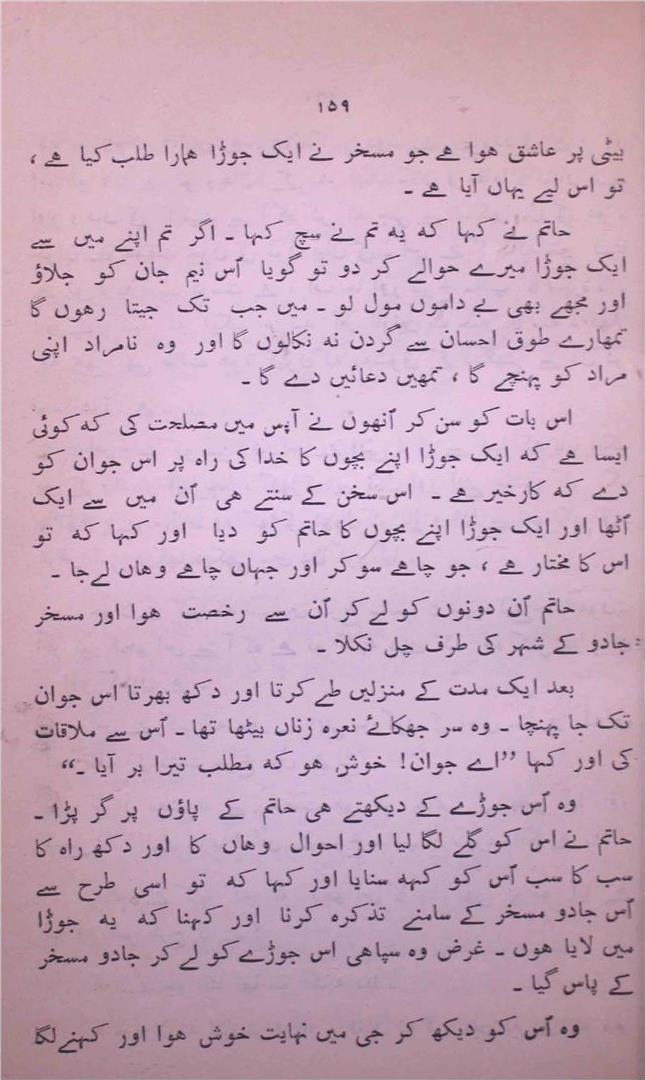 ۱۵۹
بیٹی پر عاشق ہوا ہے جو مسخر نے ایک جوڑا ہمارا طلب کیا ہے ،
تو اس لیے یہاں آیا ہے ۔
حاتم نے کہا کہ یہ تم نے سچ کہا ۔ اگر تم اپنے میں سے
ایک جوڑا میرے حوالے کر دو تو گویا اُس نیم جان کو جلاؤ
اور مجھے بھی بے داموں مول لو ۔ میں جب تک جیتا رہوں گا
تمہارے طوق احسان سے گردن نہ نکالوں گا اور وہ نامراد اپنی
مراد کو پہنچے گا ، تمھیں دعائیں دے گا ۔
اس بات کو سن کر اُنھوں نے آپس میں مصلحت کی کہ کوئی
ایسا ہے کہ ایک جوڑا اپنے بچوں کا خدا کی راہ پر اس جوان کو
دے کہ کارخیر ہے ۔ اس سخن کے سنتے ہی اُن میں سے ایک
اُٹھا اور ایک جوڑا اپنے بچوں کا حاتم کو دیا اور کہا کہ تو
اس کا مختار ہے ، جو چاہے سو کر اور جہاں چاہے وہاں لے جا ۔
حاتم اُن دونوں کو لے کر اُن سے رخصت ہوا اور مسخر
جادو کے شہر کی طرف چل نکلا ۔
بعد ایک مدت کے منزلیں طے کرتا اور دکھ بھرتا اس جوان
تک جا پہنچا ۔ وہ سر جھکائے نعرہ زناں بیٹھا تھا ۔ اُس سے ملاقات
کی اور کہا ”اے جوان! خوش ہو کہ مطلب تیرا بر آیا ۔“
وہ اُس جوڑے کے دیکھتے ہی حاتم کے پاؤں پر گر پڑا ۔
حاتم نے اس کو گلے لگا لیا اور احوال وہاں کا اور دکھ راہ کا
سب کا سب اُس کو کہہ سنایا اور کہا کہ تو اسی طرح سے
اُس جادو مسخر کے سامنے تذکرہ کرنا اور کہنا کہ یہ جوڑا
میں لایا ہوں ۔ غرض وہ سپاہی اس جوڑے کو لے کر جادو مسخر
کے پاس گیا ۔
وہ اُس کو دیکھ کر جی میں نہایت خوش ہوا اور کہنے لگا